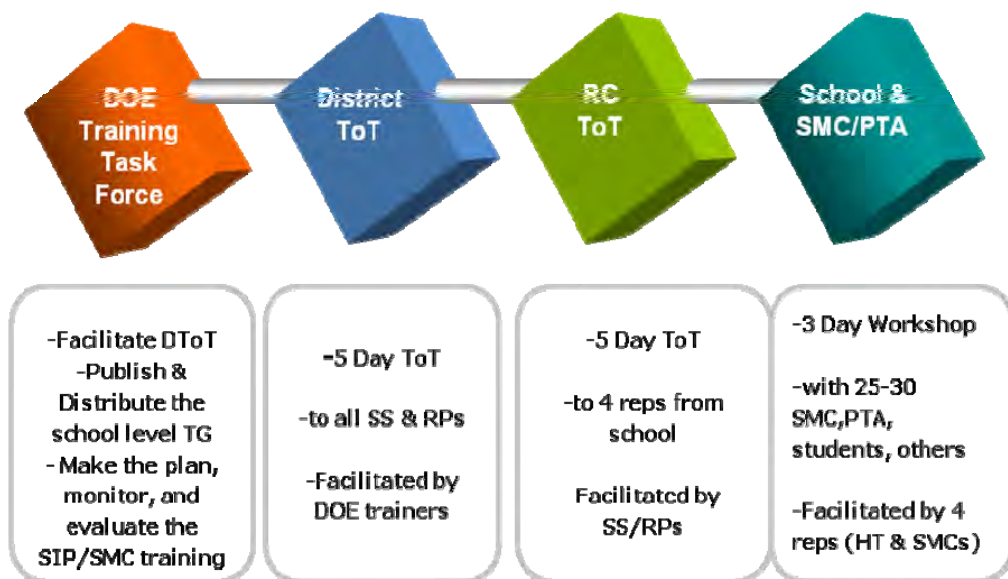 DOE
Training
Task
Force
District
ToT
RC
ToT
School &
SMC/PTA
-Facilitate DToT
-Publish &
Distribute the
school level TG
- Make the plan,
monitor, and
evaluate the
SIP/SMC training
-5 Day ToT
-to all SS & RPs
-Facilitated by
DOE trainers
-5 Day ToT
-to 4 reps from
school
Facilitated by
SS/RPs
-3 Day Workshop
-with 25-30
SMC,PTA,
students, others
-Facilitated by 4
reps (HT & SMCs)